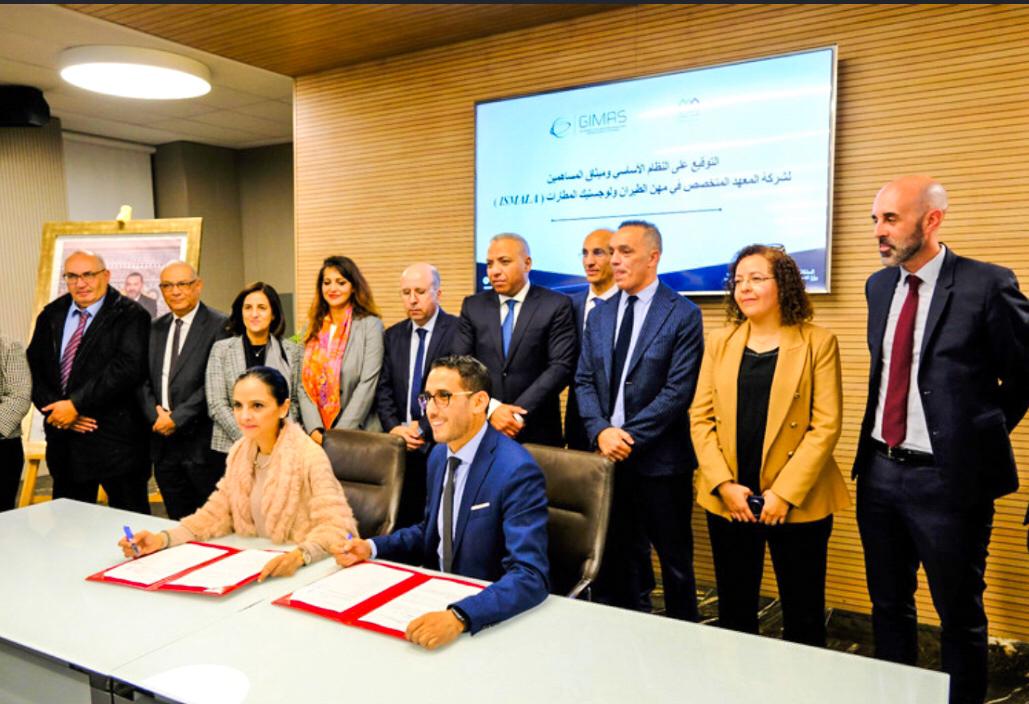 GIMAS
التوقيع على النظام الأساسي وميثاق المساهمين
لشركة المعهد المتخصص في مهن الطيران ولوجستيك المطارات ( ISMALA )